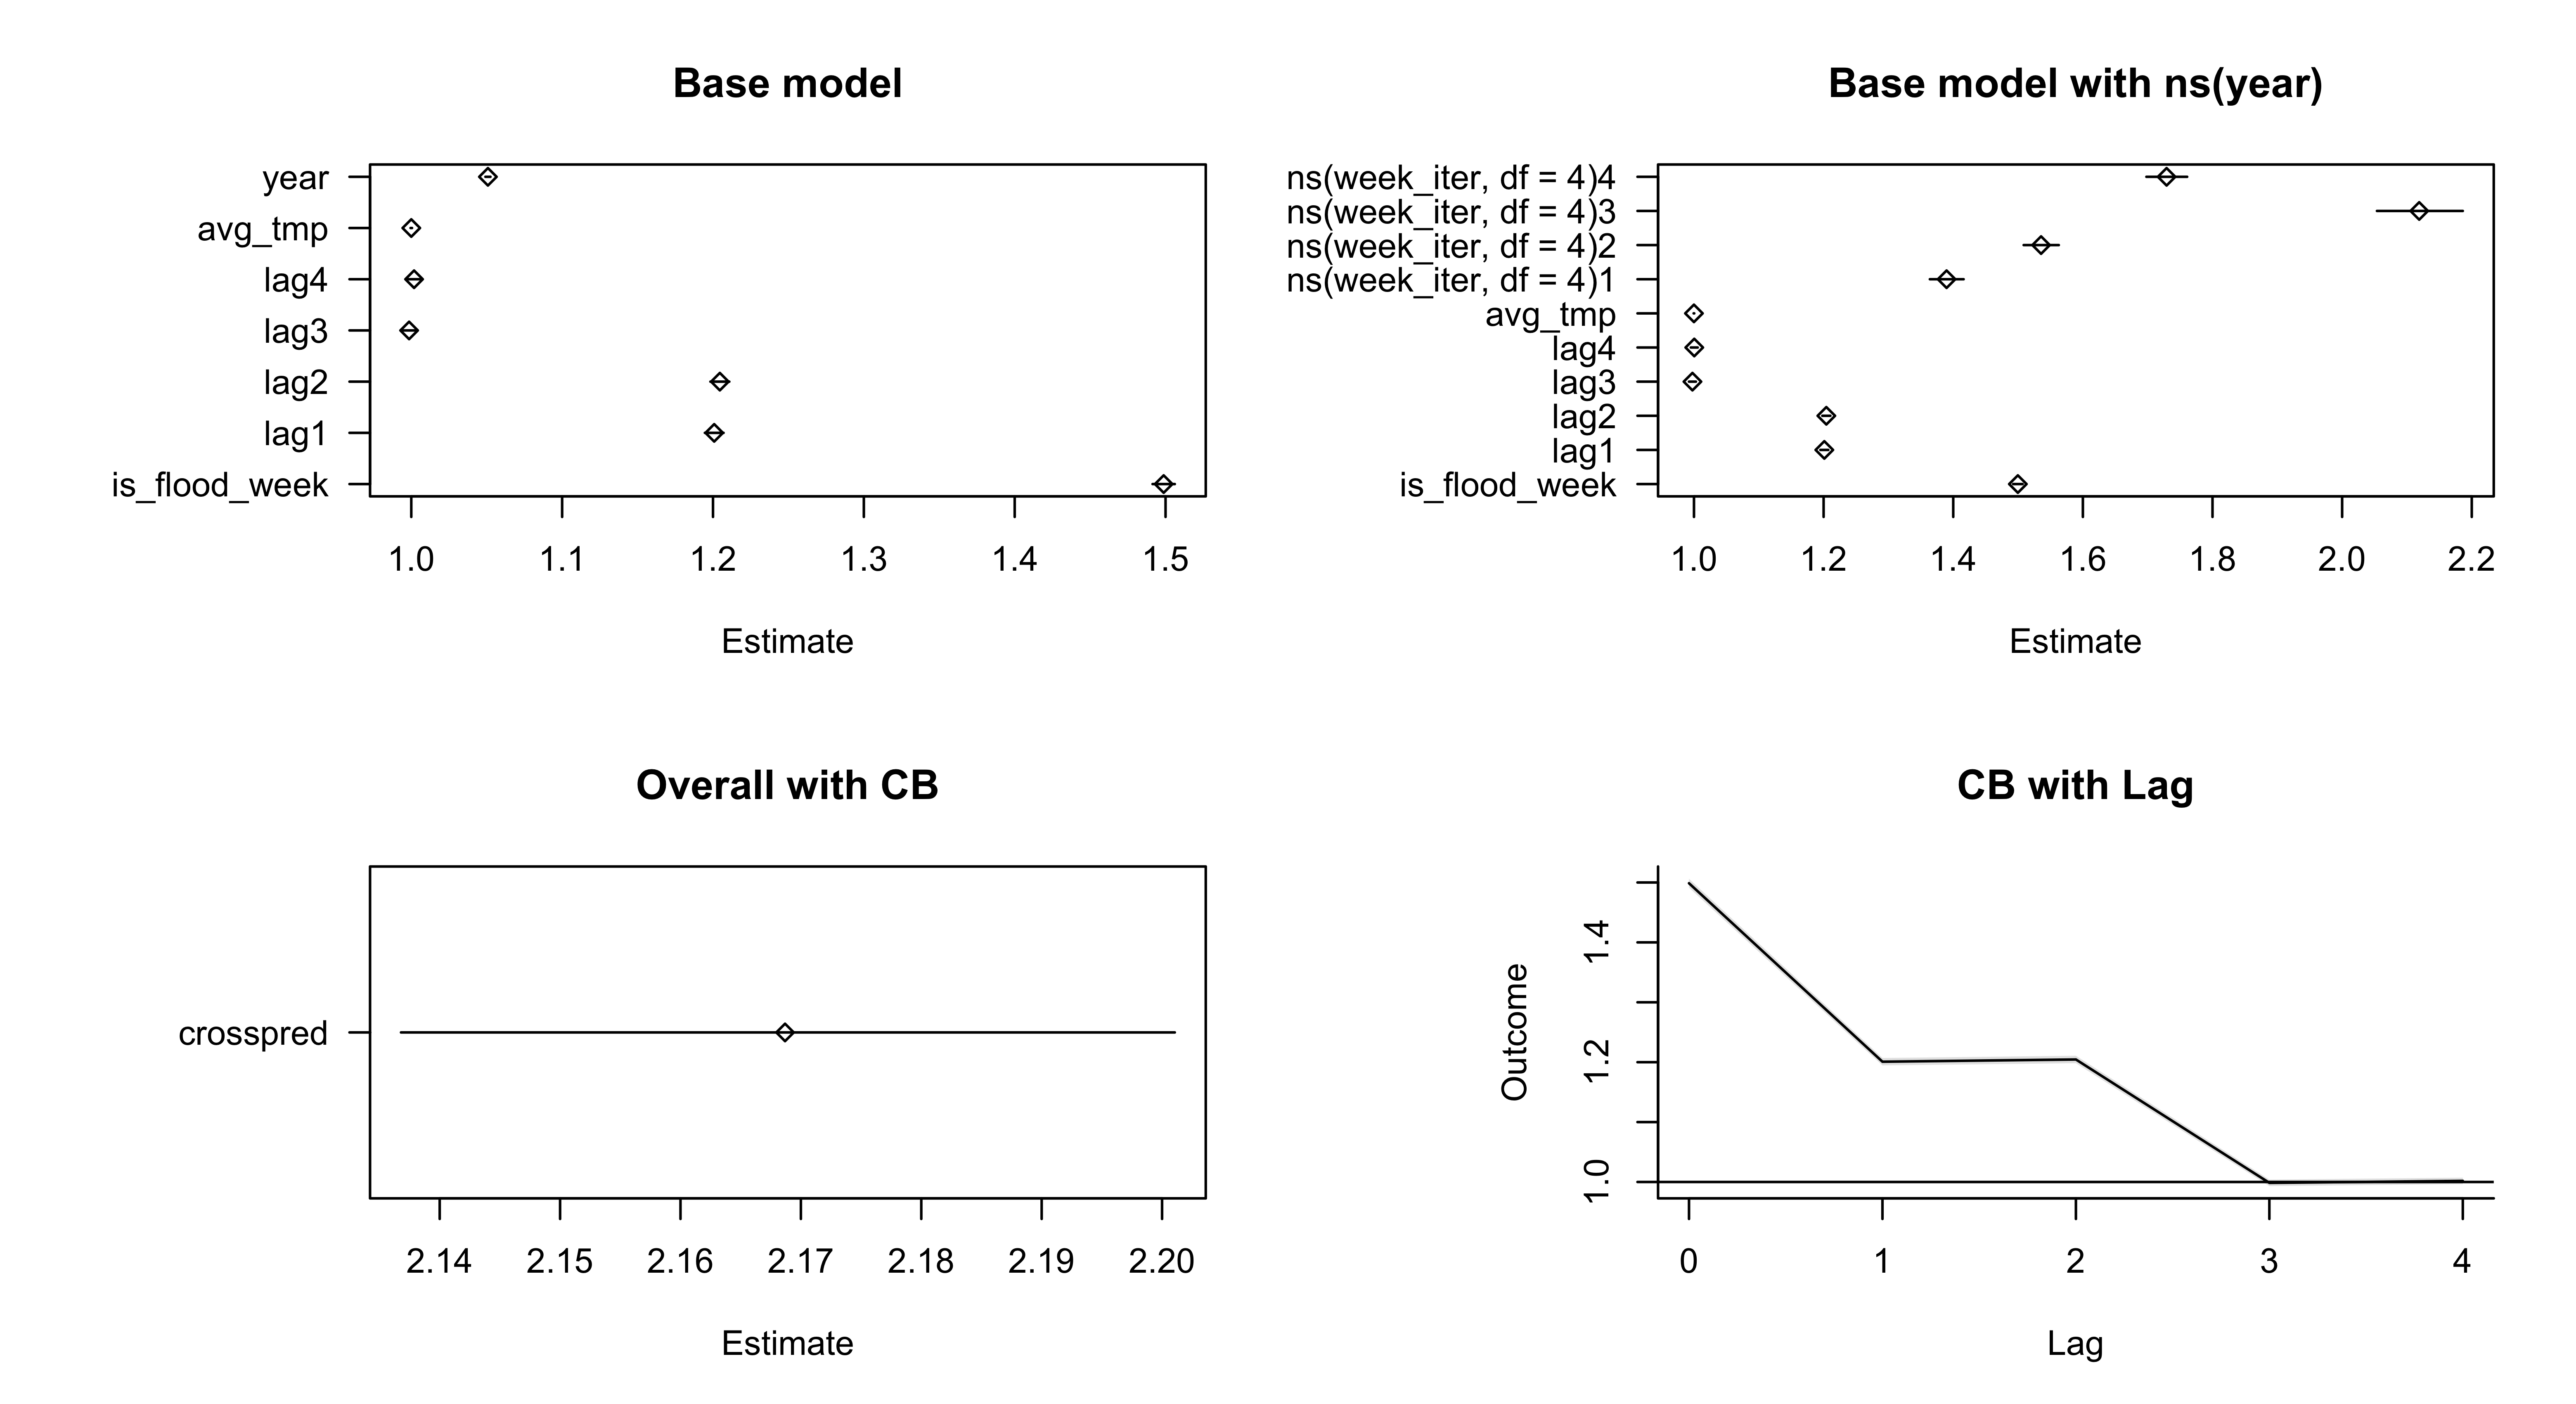 Base model
year
avg_tmp
lag4
lag3
lag2
lag1
is_flood_week
1.0 1.1 1.2 1.3 1.4 1.5
Estimate
Base model with ns(year)
ns(week_iter, df = 4)4
ns(week_iter, df = 4)3
ns(week_iter, df = 4)2
ns(week_iter, df = 4)1
avg_tmp
lag4
lag3
lag2
lag1
is_flood_week
1.0 1.2 1.4 1.6 1.8 2.0 2.2
Estimate
Overall with CB
crosspred
2.14 2.15 2.16 2.17 2.18 2.19 2.20
Estimate
CB with Lag
Outcome
1.4
1.2
1.0
0 1 2 3 4
Lag